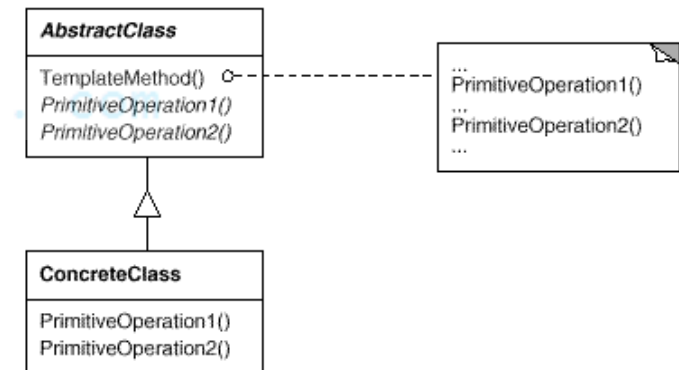 AbstractClass
TemplateMethod()
PrimitiveOperation1()
PrimitiveOperation2()
...
PrimitiveOperation1()
...
PrimitiveOperation2()
...
ConcreteClass
PrimitiveOperation1()
PrimitiveOperation2()